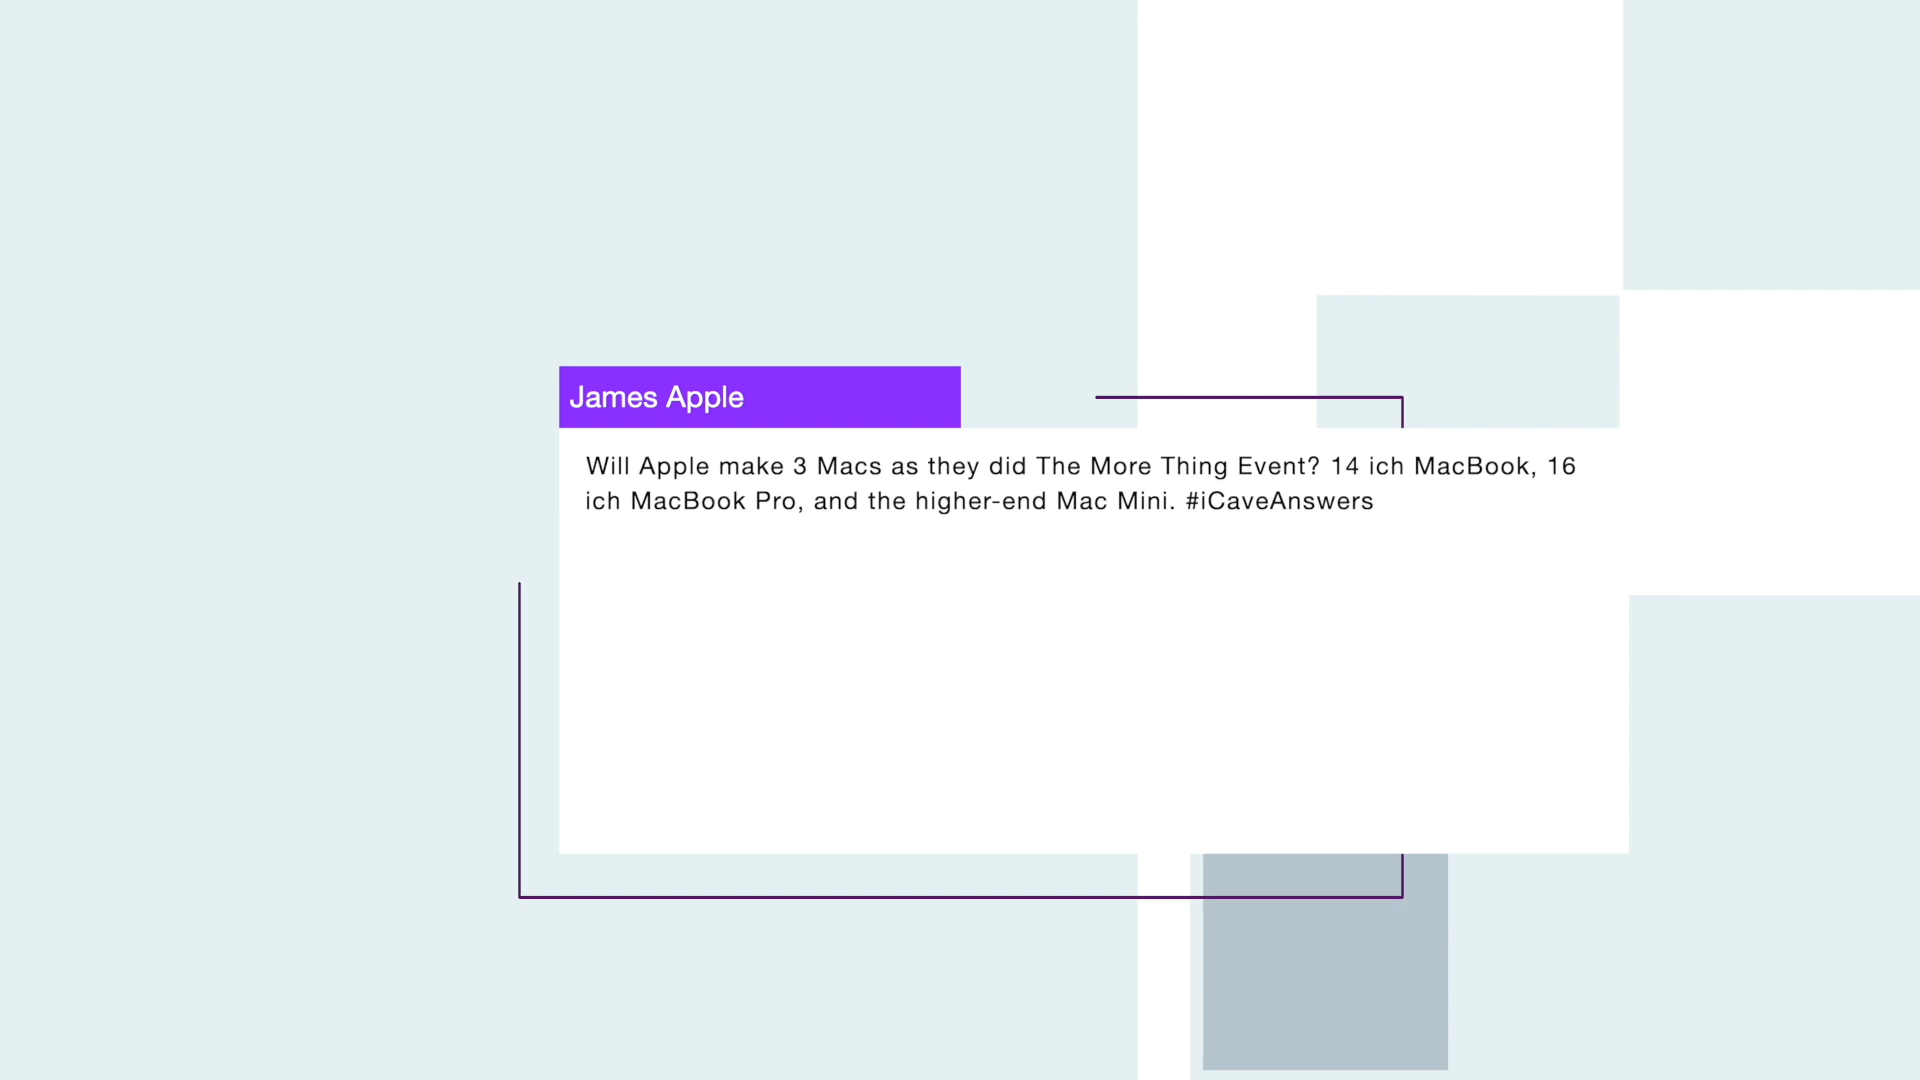 James Apple
Will Apple make 3 Macs as they did The More Thing Event? 14 ich MacBook, 16
ich MacBook Pro, and the higher-end Mac Mini. #iCaveAnswers